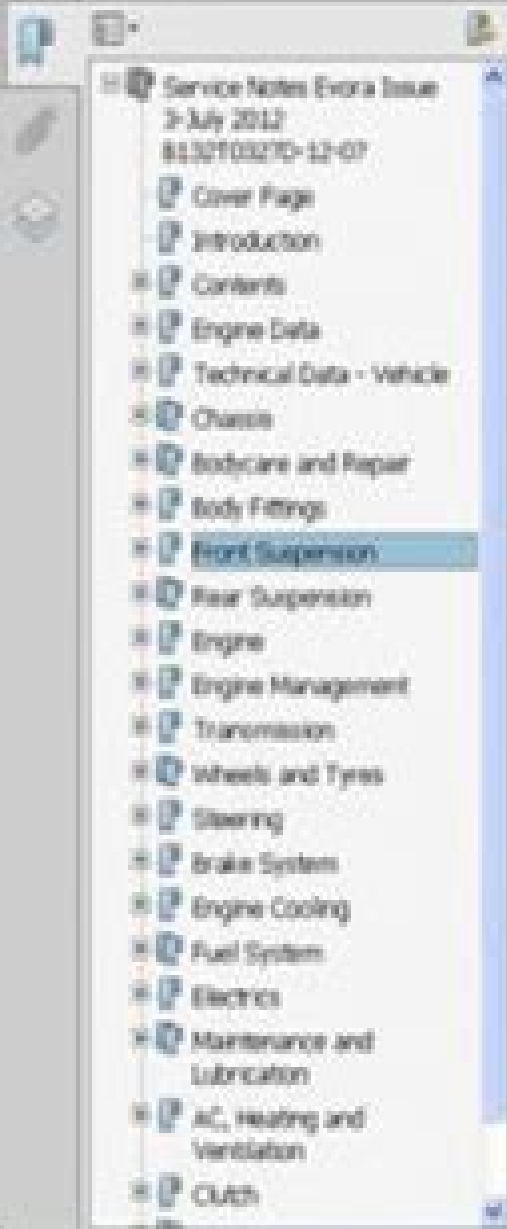 Service Notes Evora Issue
3-July 2012
B132T0327D-12-07
Cover Page
Introduction
Contents
Engine Data
Technical Data - Vehicle
Chassis
Bodycare and Repair
Body Fittings
Front Suspension
Rear Suspension
Engine
Engine Management
Transmission
Wheels and Tyres
Steering
Brake System
Engine Cooling
Fuel System
Electrics
Maintenance and
Lubrication
AC, Heating and
Ventilation
Clutch